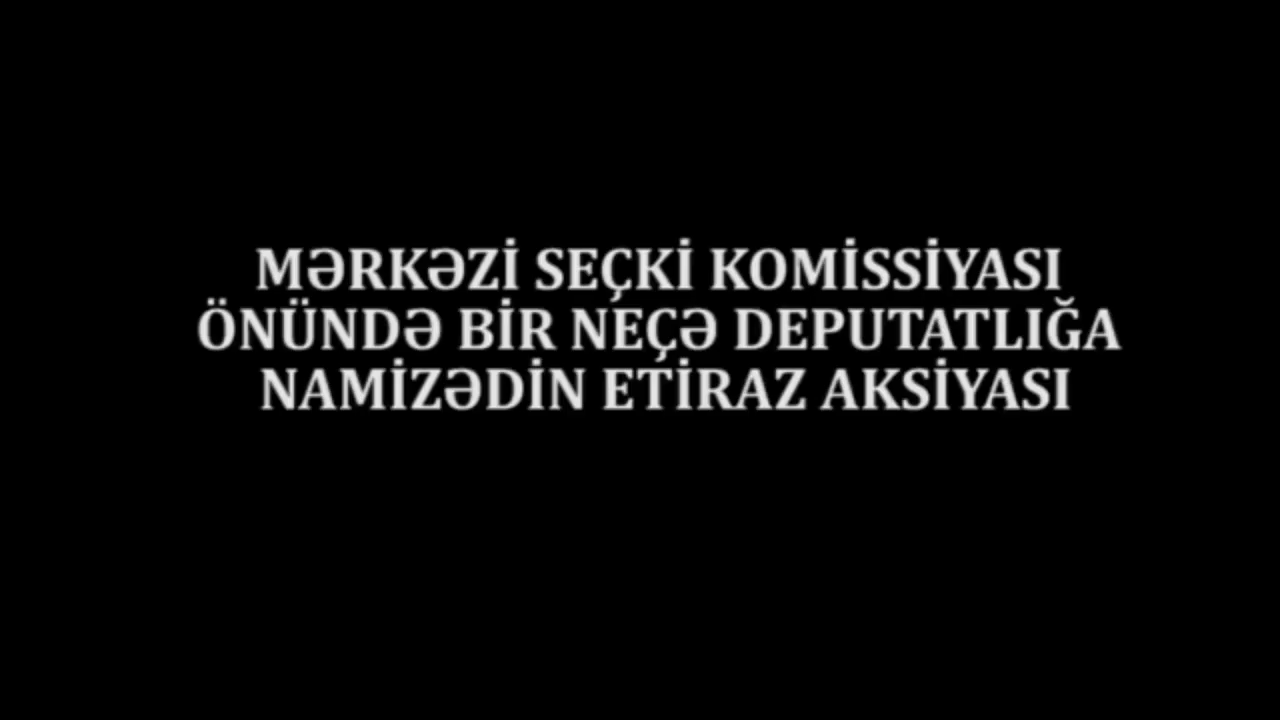 MƏRKƏZİ SEÇKİ KOMİSSİYASI
ÖNÜNDƏ BİR NEÇƏ DEPUTATLIĞA
NAMİZƏDİN ETİRAZ AKSİYASI